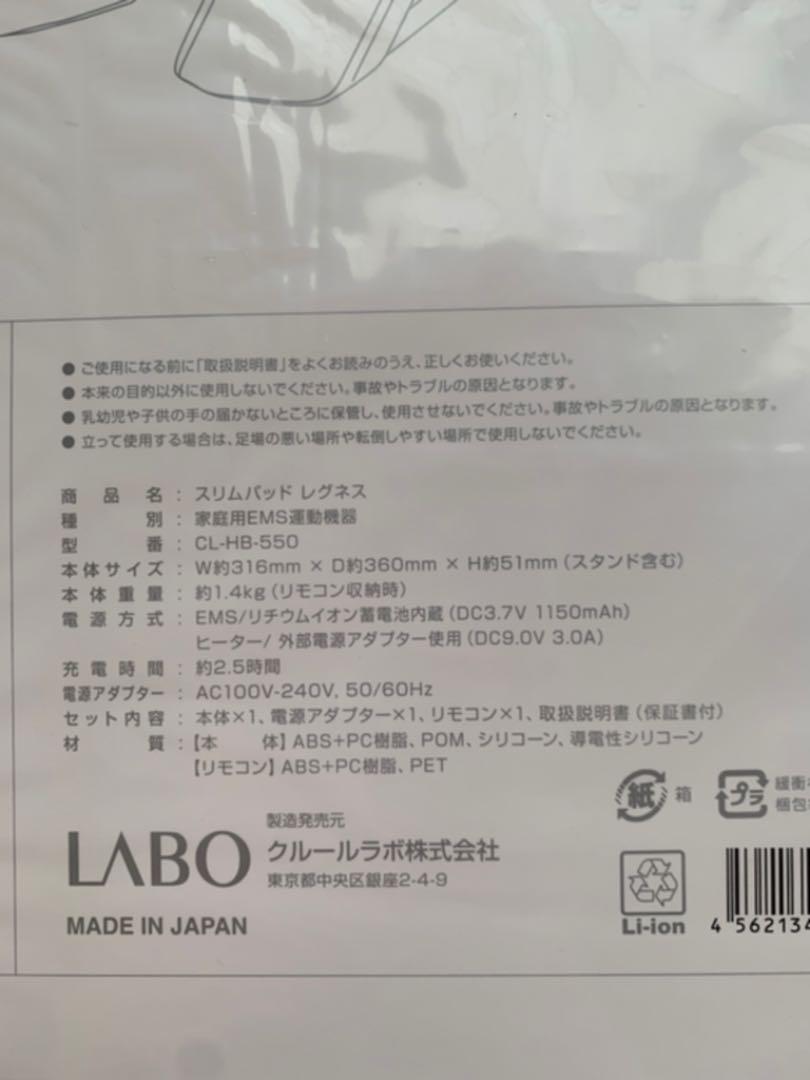 ● ご使用になる前に「取扱説明書」をよくお読みのうえ、正しくお使いください。
● 本来の目的以外に使用しないでください。事故やトラブルの原因となります。
● 乳幼児や子供の手の届かないところに保管し、使用させないでください。事故やトラブルの原因となります。
● 立って使用する場合は、足場の悪い場所や転倒しやすい場所で使用しないでください。
商品名：スリムパッド レグネス
種別：家庭用EMS運動機器
型番：CL-HB-550
本体サイズ：W約316mm × D約360mm × H約51mm（スタンド含む）
本体重量：約1.4kg（リモコン収納時）
電源方式：EMS/リチウムイオン蓄電池内蔵（DC3.7V 1150mAh）
ヒーター/ 外部電源アダプター使用（DC9.0V 3.0A）
充電時間：約2.5時間
電源アダプター：AC100V-240V, 50/60Hz
セット内容：本体×1、電源アダプター×1、リモコン×1、取扱説明書（保証書付）
材質：【本体】ABS+PC樹脂、POM、シリコーン、導電性シリコーン
【リモコン】ABS+PC樹脂、PET
紙 箱
プラ 緩衝
梱包
LABO
製造発売元
クルールラボ株式会社
東京都中央区銀座2-4-9
MADE IN JAPAN
Li-ion
4 562134